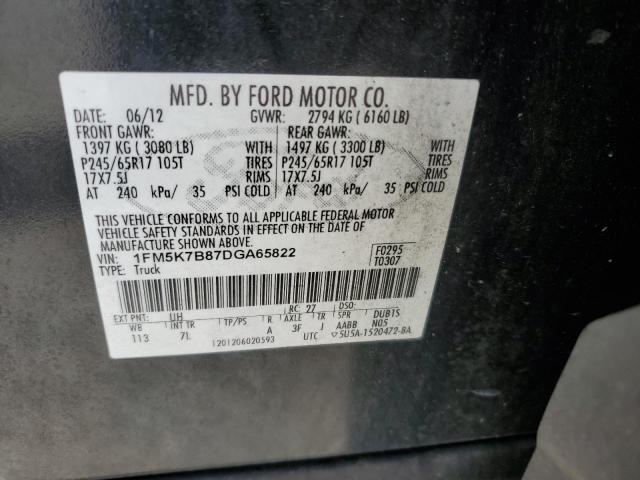 MFD. BY FORD MOTOR CO.
DATE: 06/12 GVWR: 2794 KG ( 6160 LB)
FRONT GAWR: REAR GAWR:
1397 KG ( 3080 LB) WITH 1497 KG ( 3300 LB) WITH
P245/65R17 105T TIRES P245/65R17 105T TIRES
17X7.5J RIMS 17X7.5J RIMS
AT 240 kPa/ 35 PSI COLD AT 240 kPa/ 35 PSI COLD
THIS VEHICLE CONFORMS TO ALL APPLICABLE FEDERAL MOTOR
VEHICLE SAFETY STANDARDS IN EFFECT ON THE DATE OF
MANUFACTURE SHOWN ABOVE.
VIN: 1FM5K7B87DGA65822 F0295
TYPE: Truck T0307
EXT PNT: UH RC: 27 DSO:
WB INT TR TP/PS R AXLE TR SPR DUBTS
113 7L A 3F J AABB N05
1201206020593 UTC 5U5A-1520472-BA
Ford